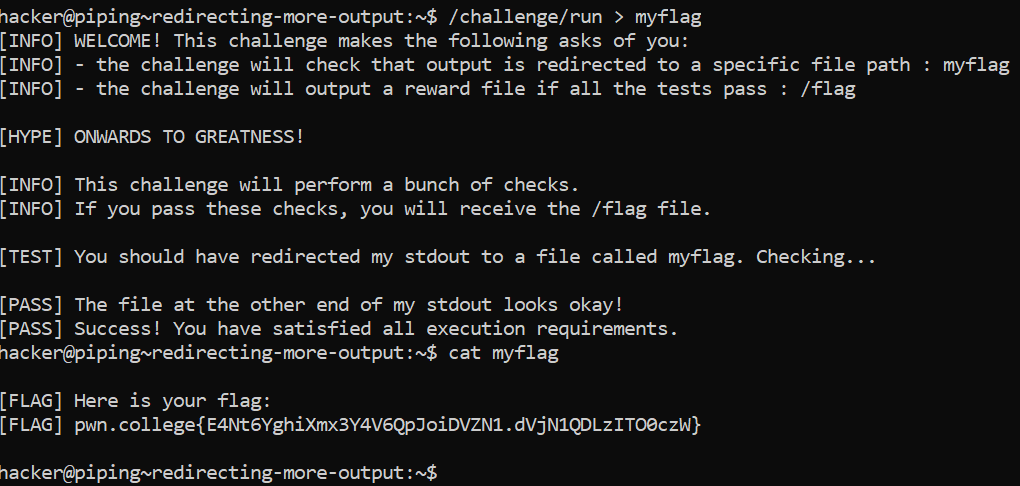 hacker@piping~redirecting-more-output:~$ /challenge/run > myflag
[INFO] WELCOME! This challenge makes the following asks of you:
[INFO] - the challenge will check that output is redirected to a specific file path : myflag
[INFO] - the challenge will output a reward file if all the tests pass : /flag
[HYPE] ONWARDS TO GREATNESS!
[INFO] This challenge will perform a bunch of checks.
[INFO] If you pass these checks, you will receive the /flag file.
[TEST] You should have redirected my stdout to a file called myflag. Checking...
[PASS] The file at the other end of my stdout looks okay!
[PASS] Success! You have satisfied all execution requirements.
hacker@piping~redirecting-more-output:~$ cat myflag
[FLAG] Here is your flag:
[FLAG] pwn.college{E4Nt6YghiXmx3Y4V6QpJoiDVZN1.dVjN1QDLzITO0czW}
hacker@piping~redirecting-more-output:~$